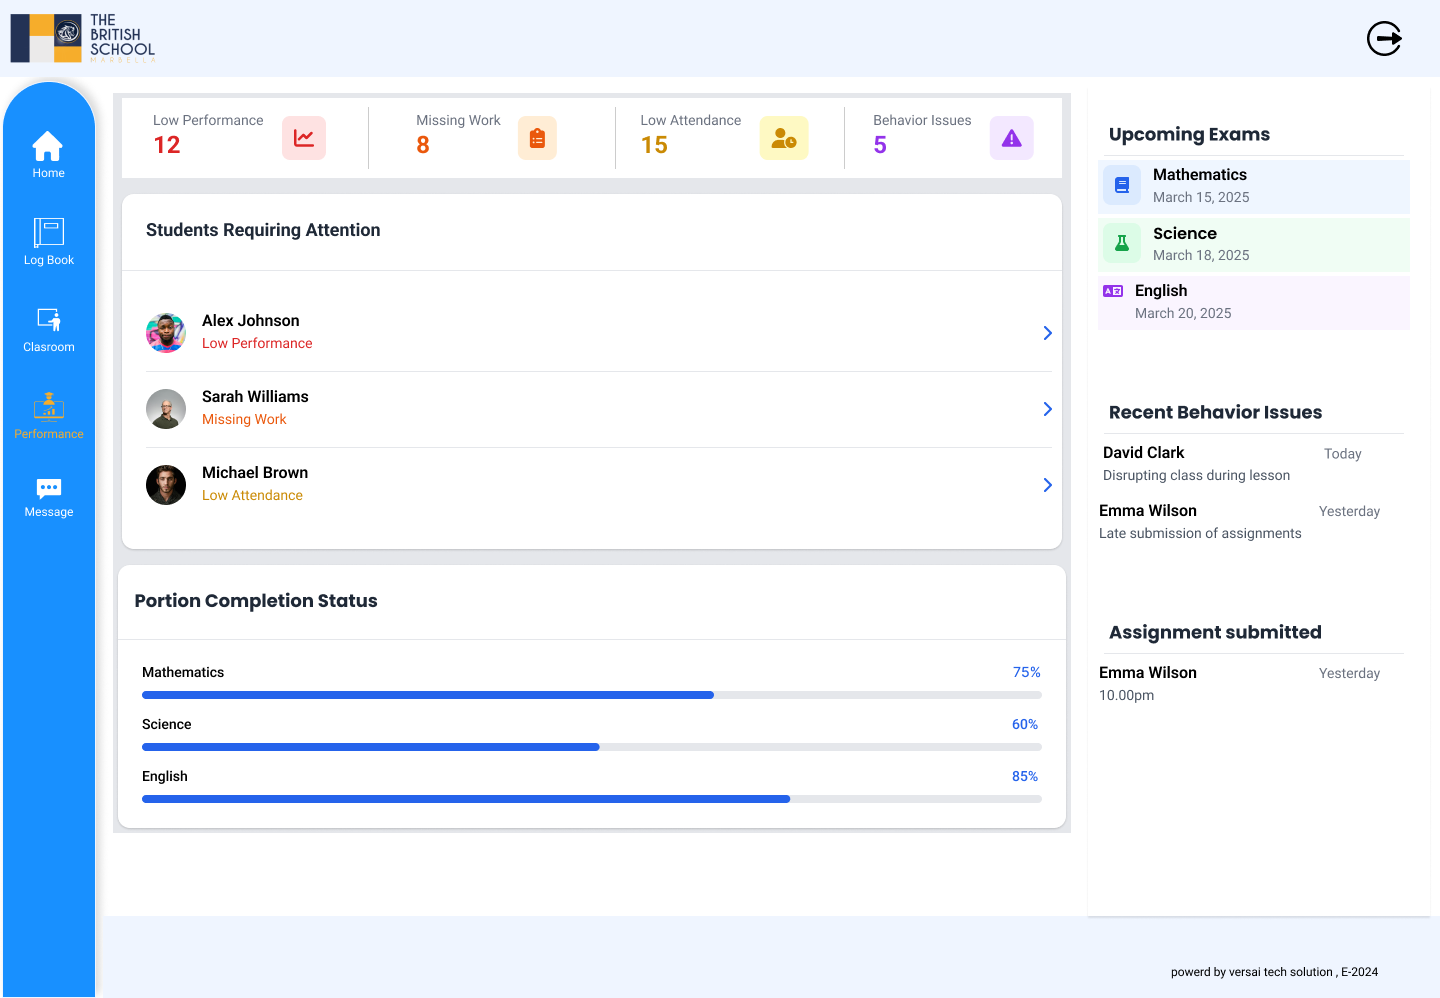 THE
BRITISH
SCHOOL
MARBELLA
Home
Log Book
Clasroom
Performance
Message
Low Performance
12
Missing Work
8
Low Attendance
15
Behavior Issues
5
Students Requiring Attention
Alex Johnson
Low Performance
Sarah Williams
Missing Work
Michael Brown
Low Attendance
Portion Completion Status
Mathematics 75%
Science 60%
English 85%
Upcoming Exams
Mathematics
March 15, 2025
Science
March 18, 2025
English
March 20, 2025
Recent Behavior Issues
David Clark Today
Disrupting class during lesson
Emma Wilson Yesterday
Late submission of assignments
Assignment submitted
Emma Wilson Yesterday
10.00pm
powerd by versai tech solution , E-2024